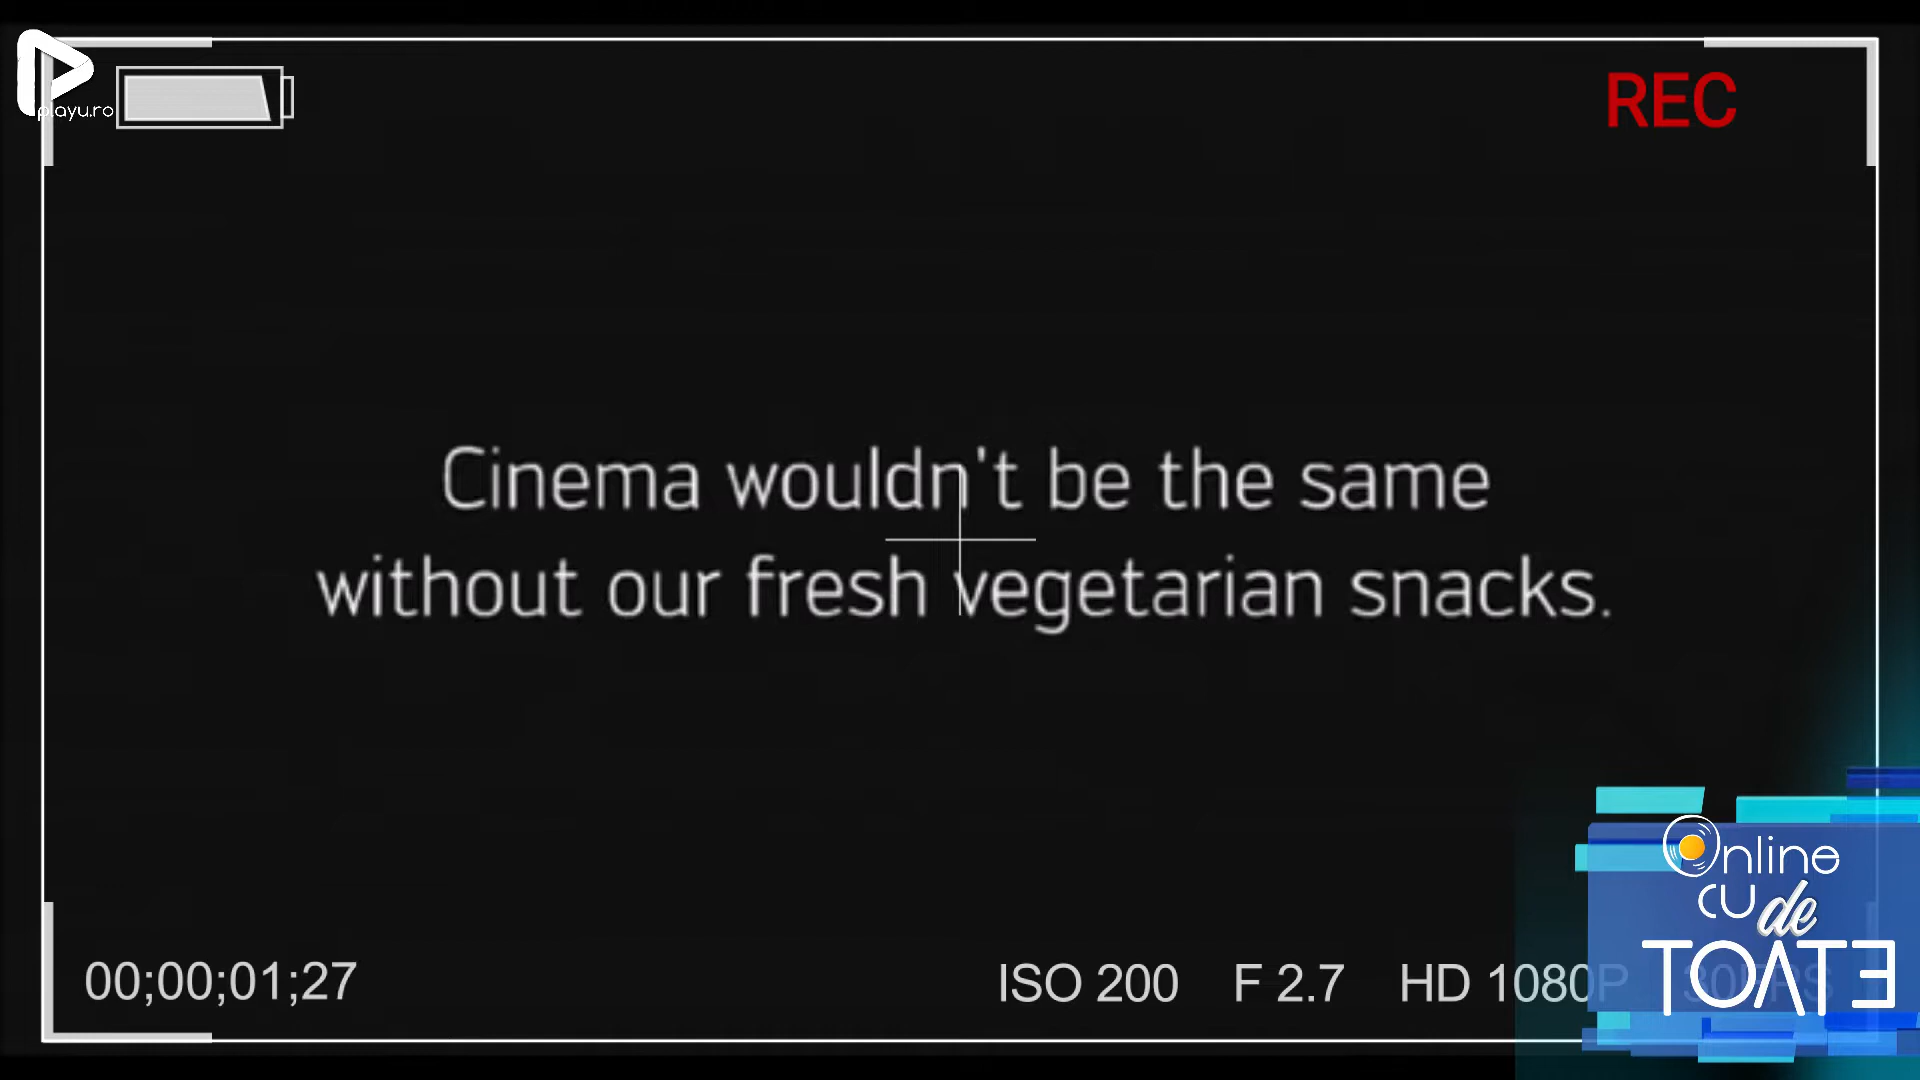 playu.ro
REC
Cinema wouldn't be the same
without our fresh vegetarian snacks.
00;00;01;27
ISO 200 F 2.7 HD 1080P 30FPS
Online
cu de
TOATE